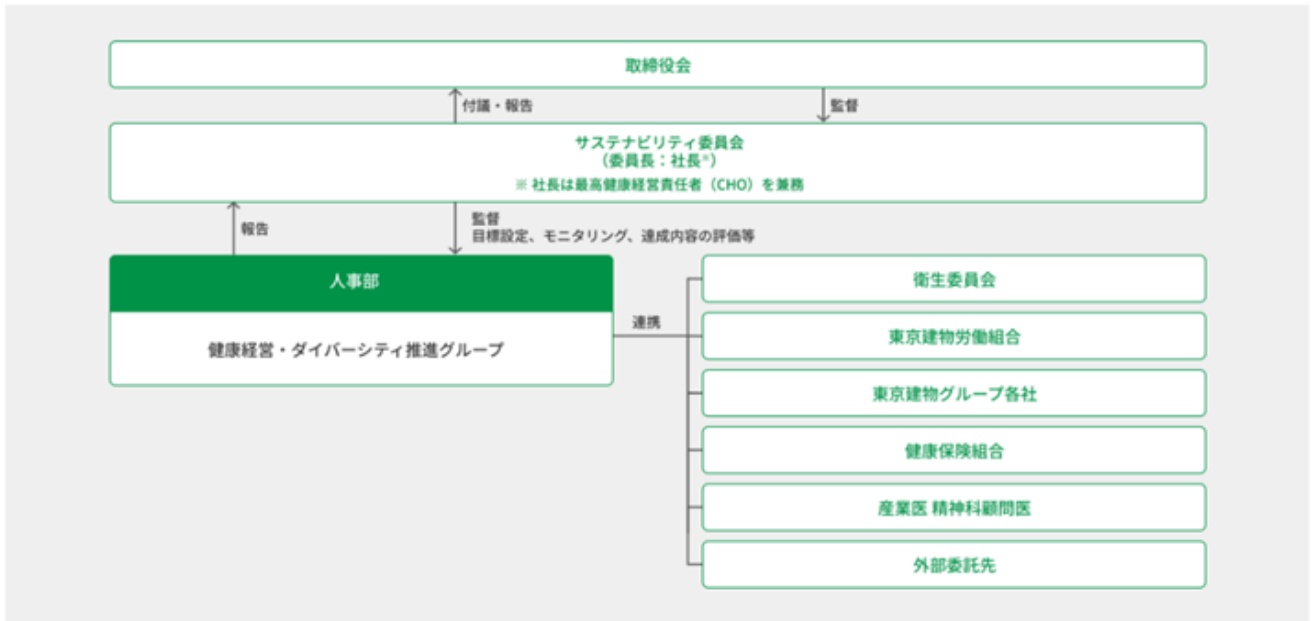 取締役会
付議・報告
監督
サステナビリティ委員会
(委員長:社長※)
※ 社長は最高健康経営責任者(CHO)を兼務
報告
監督
目標設定、モニタリング、達成内容の評価等
人事部
健康経営・ダイバーシティ推進グループ
連携
衛生委員会
東京建物労働組合
東京建物グループ各社
健康保険組合
産業医 精神科顧問医
外部委託先